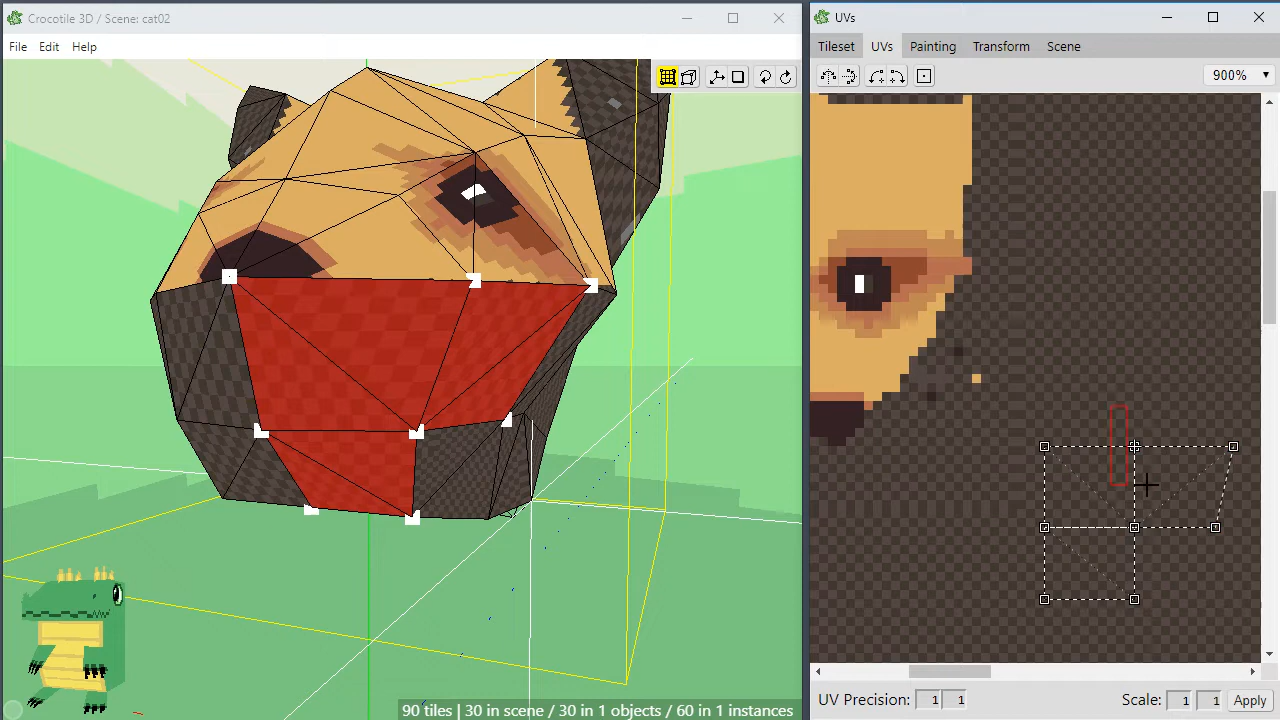 Crocotile 3D / Scene: cat02
File Edit Help
90 tiles | 30 in scene / 30 in 1 objects / 60 in 1 instances
UVs
Tileset UVs Painting Transform Scene
900%
UV Precision: 1 1 Scale: 1 1 Apply